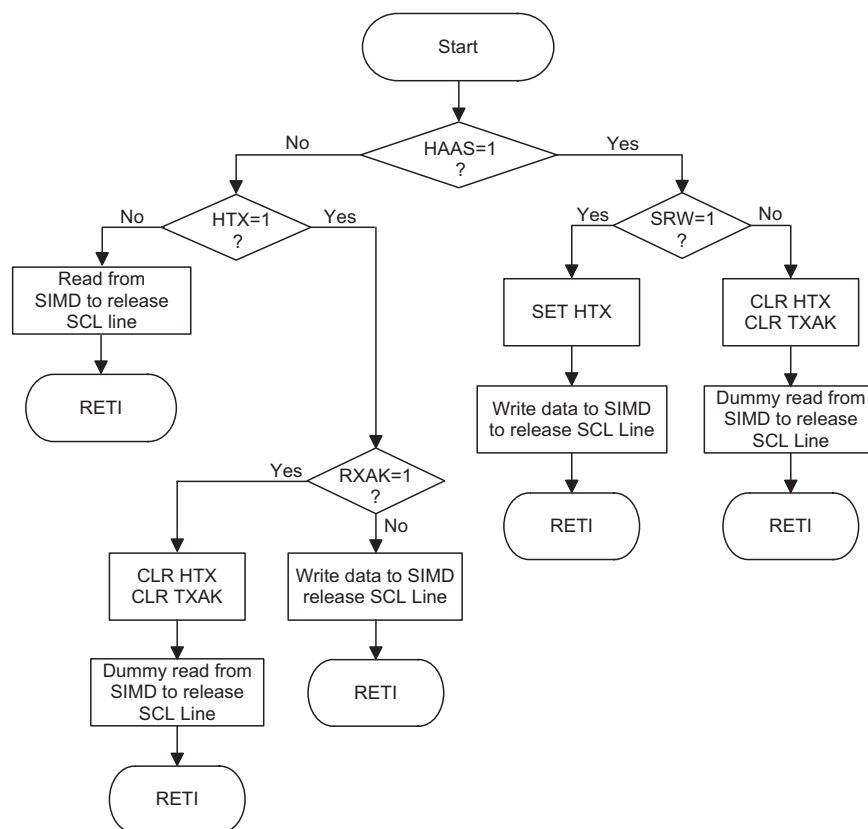 Start
HAAS=1
?
No
Yes
HTX=1
?
No
Yes
SRW=1
?
Yes
No
Read from
SIMD to release
SCL line
RETI
SET HTX
Write data to SIMD
to release SCL Line
RETI
CLR HTX
CLR TXAK
Dummy read from
SIMD to release
SCL Line
RETI
RXAK=1
?
Yes
No
CLR HTX
CLR TXAK
Dummy read from
SIMD to release
SCL Line
RETI
Write data to SIMD
release SCL Line
RETI